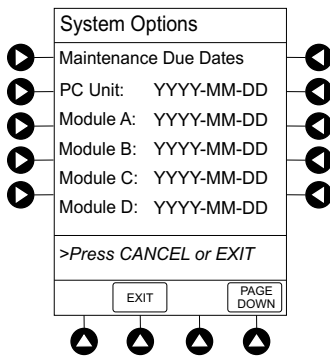 System Options
Maintenance Due Dates
PC Unit: YYYY-MM-DD
Module A: YYYY-MM-DD
Module B: YYYY-MM-DD
Module C: YYYY-MM-DD
Module D: YYYY-MM-DD
>Press CANCEL or EXIT
EXIT
PAGE
DOWN